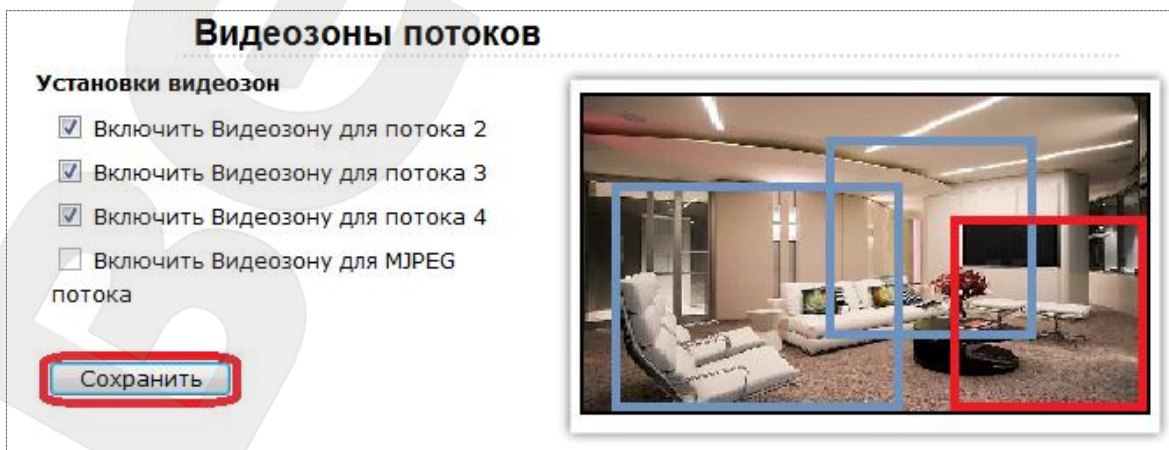 Видеозоны потоков
Установки видеозон
Включить Видеозону для потока 2
Включить Видеозону для потока 3
Включить Видеозону для потока 4
Включить Видеозону для MJPEG
потока
Сохранить